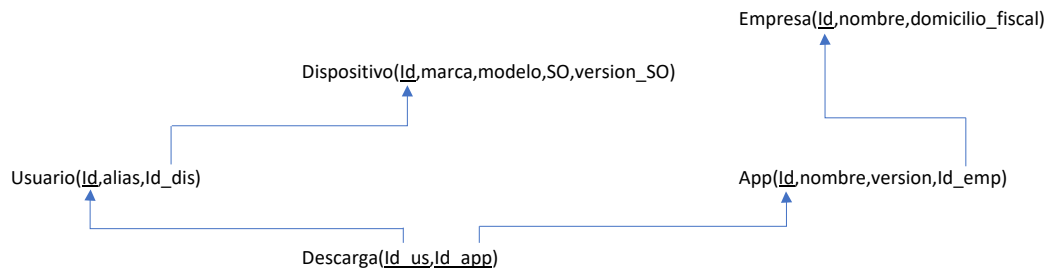 Empresa(Id,nombre,domicilio_fiscal)
Dispositivo(Id,marca,modelo,SO,version_SO)
Usuario(Id,alias,Id_dis)
App(Id,nombre,version,Id_emp)
Descarga(Id_us,Id_app)